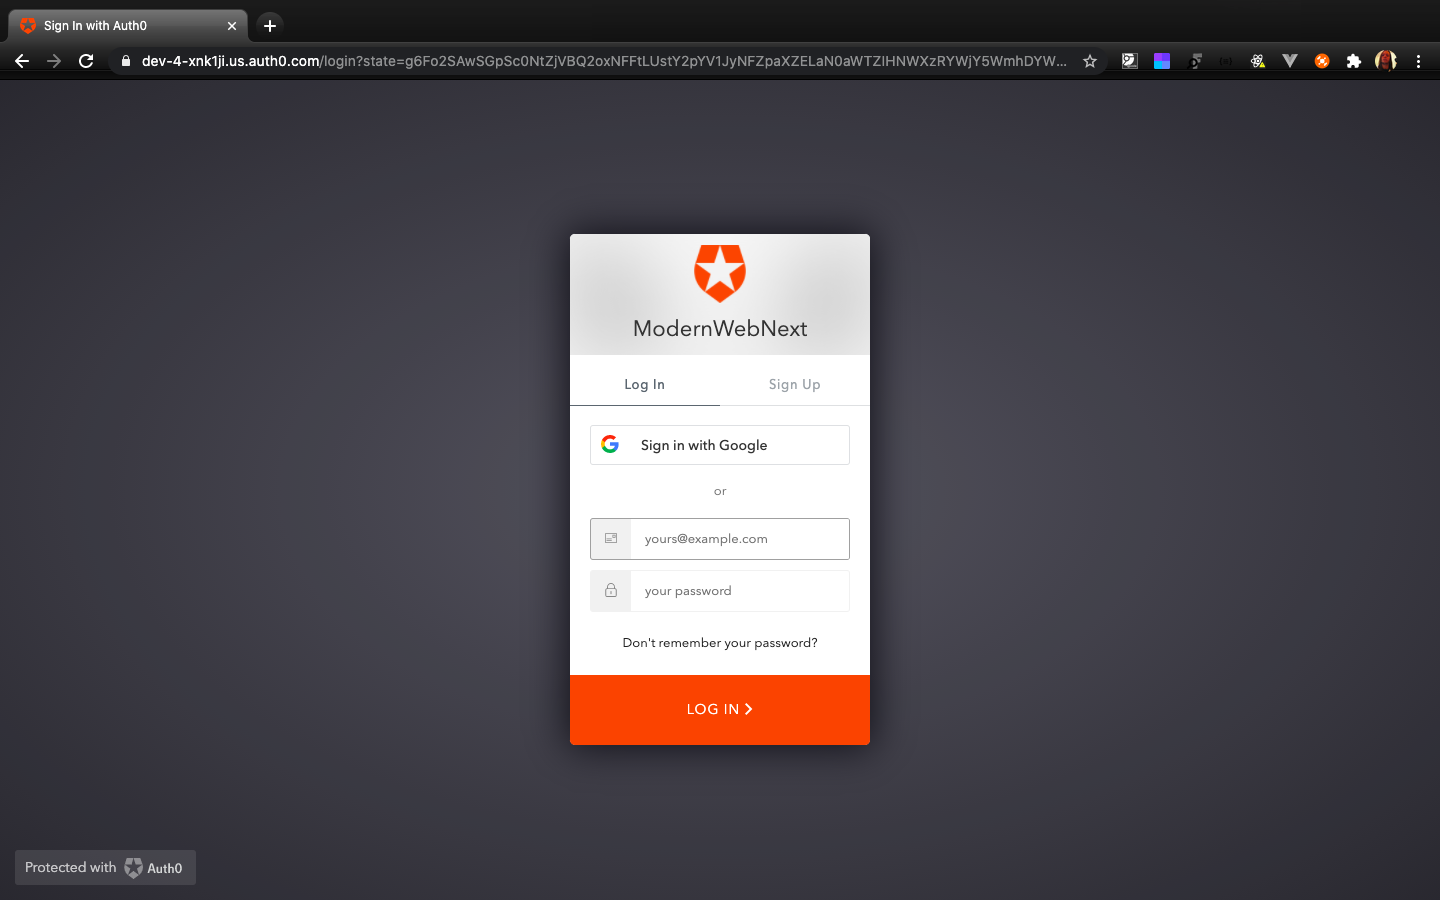 Sign In with Auth0
dev-4-xnk1ji.us.auth0.com/login?state=g6Fo2SAwSGpSc0NtZjVBQ2oxNFFtLUstY2pYV1JyNFZpaXZELaN0aWTZIHNWXzRYWjY5WmhDYW...
ModernWebNext
Log In
Sign Up
Sign in with Google
or
yours@example.com
your password
Don't remember your password?
LOG IN
Protected with Auth0